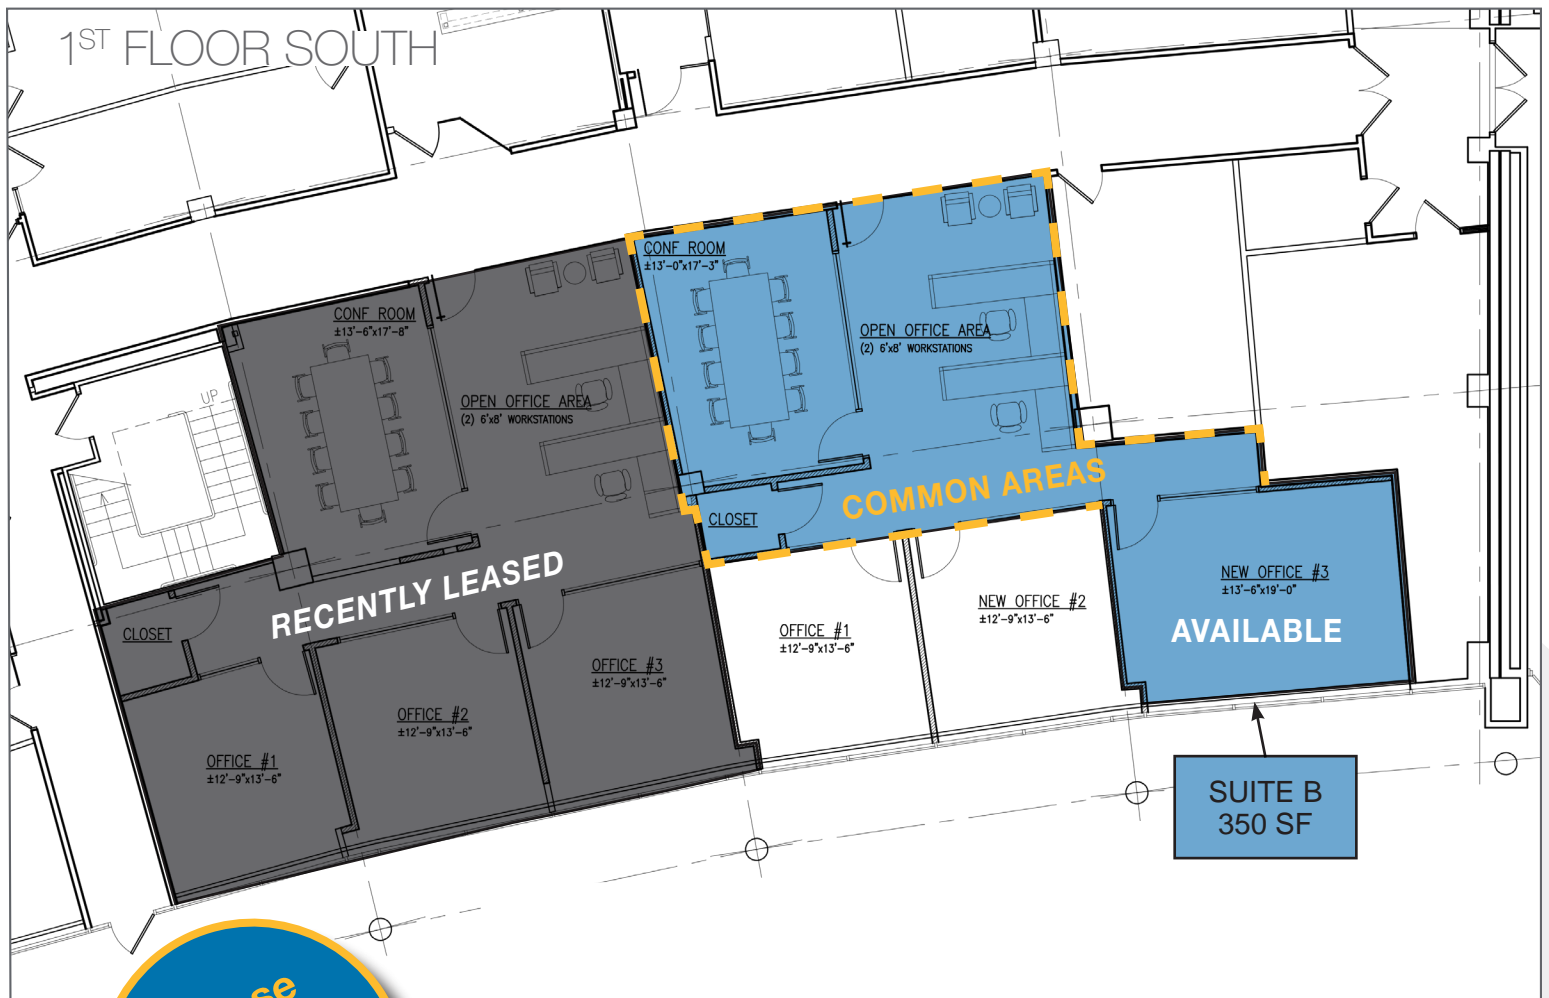 1ST FLOOR SOUTH
CONF ROOM
±13'-0"x17'-3"
OPEN OFFICE AREA
(2) 6'x8' WORKSTATIONS
CONF ROOM
±13'-6"x17'-8"
UP
OPEN OFFICE AREA
(2) 6'x8' WORKSTATIONS
COMMON AREAS
CLOSET
RECENTLY LEASED
CLOSET
NEW OFFICE #3
±13'-6"x19'-0"
AVAILABLE
NEW OFFICE #2
±12'-9"x13'-6"
OFFICE #1
±12'-9"x13'-6"
OFFICE #3
±12'-9"x13'-6"
OFFICE #2
±12'-9"x13'-6"
OFFICE #1
±12'-9"x13'-6"
SUITE B
350 SF